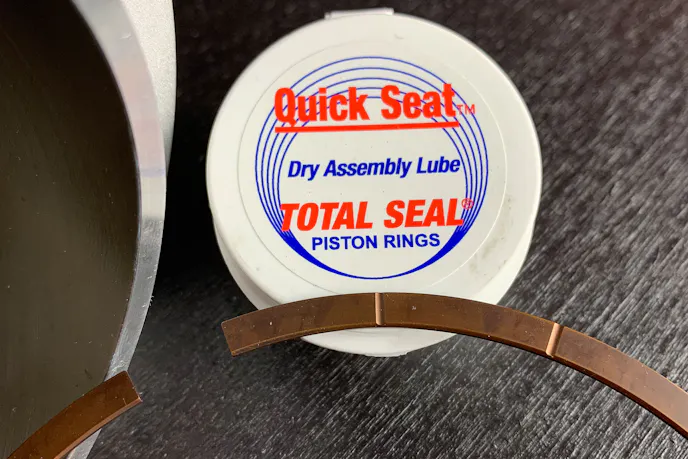 Quick Seat™
Dry Assembly Lube
TOTAL SEAL®
PISTON RINGS